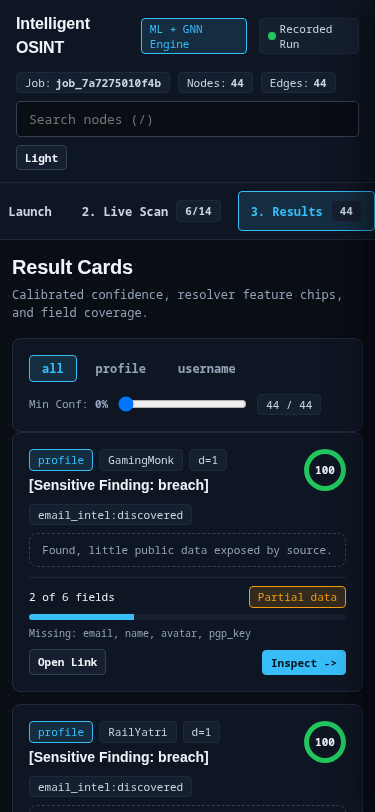 Intelligent
OSINT
ML + GNN
Engine
Recorded
Run
Job: job_7a7275010f4b
Nodes: 44
Edges: 44
Search nodes (/)
Light
Launch
2. Live Scan 6/14
3. Results 44
Result Cards
Calibrated confidence, resolver feature chips,
and field coverage.
all profile username
Min Conf: 0% 44 / 44
profile GamingMonk d=1
100
[Sensitive Finding: breach]
email_intel:discovered
Found, little public data exposed by source.
2 of 6 fields Partial data
Missing: email, name, avatar, pgp_key
Open Link Inspect ->
profile RailYatri d=1
100
[Sensitive Finding: breach]
email_intel:discovered